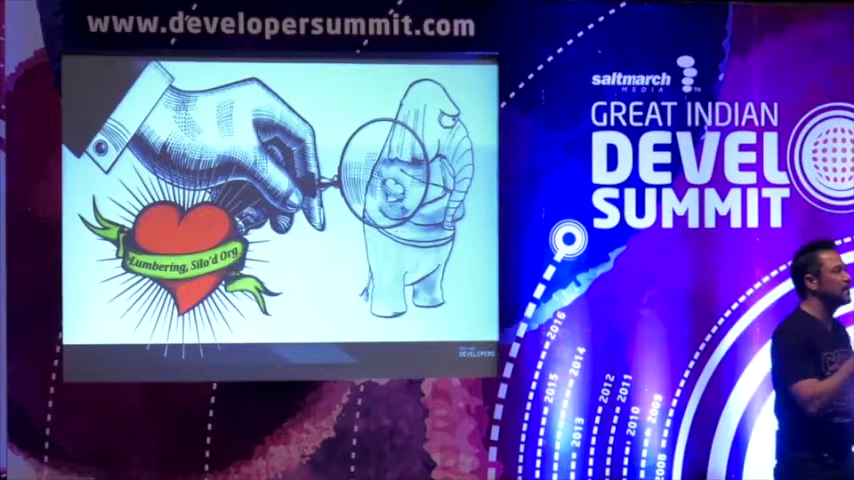 www.developersummit.com
saltmarch
MEDIA
TM
GREAT INDIAN
DEVEL
SUMMIT
Lumbering, Silo'd Org
DEVELOPERS
2016
2015
2014
2013
2012
2011
2010
2009
2008